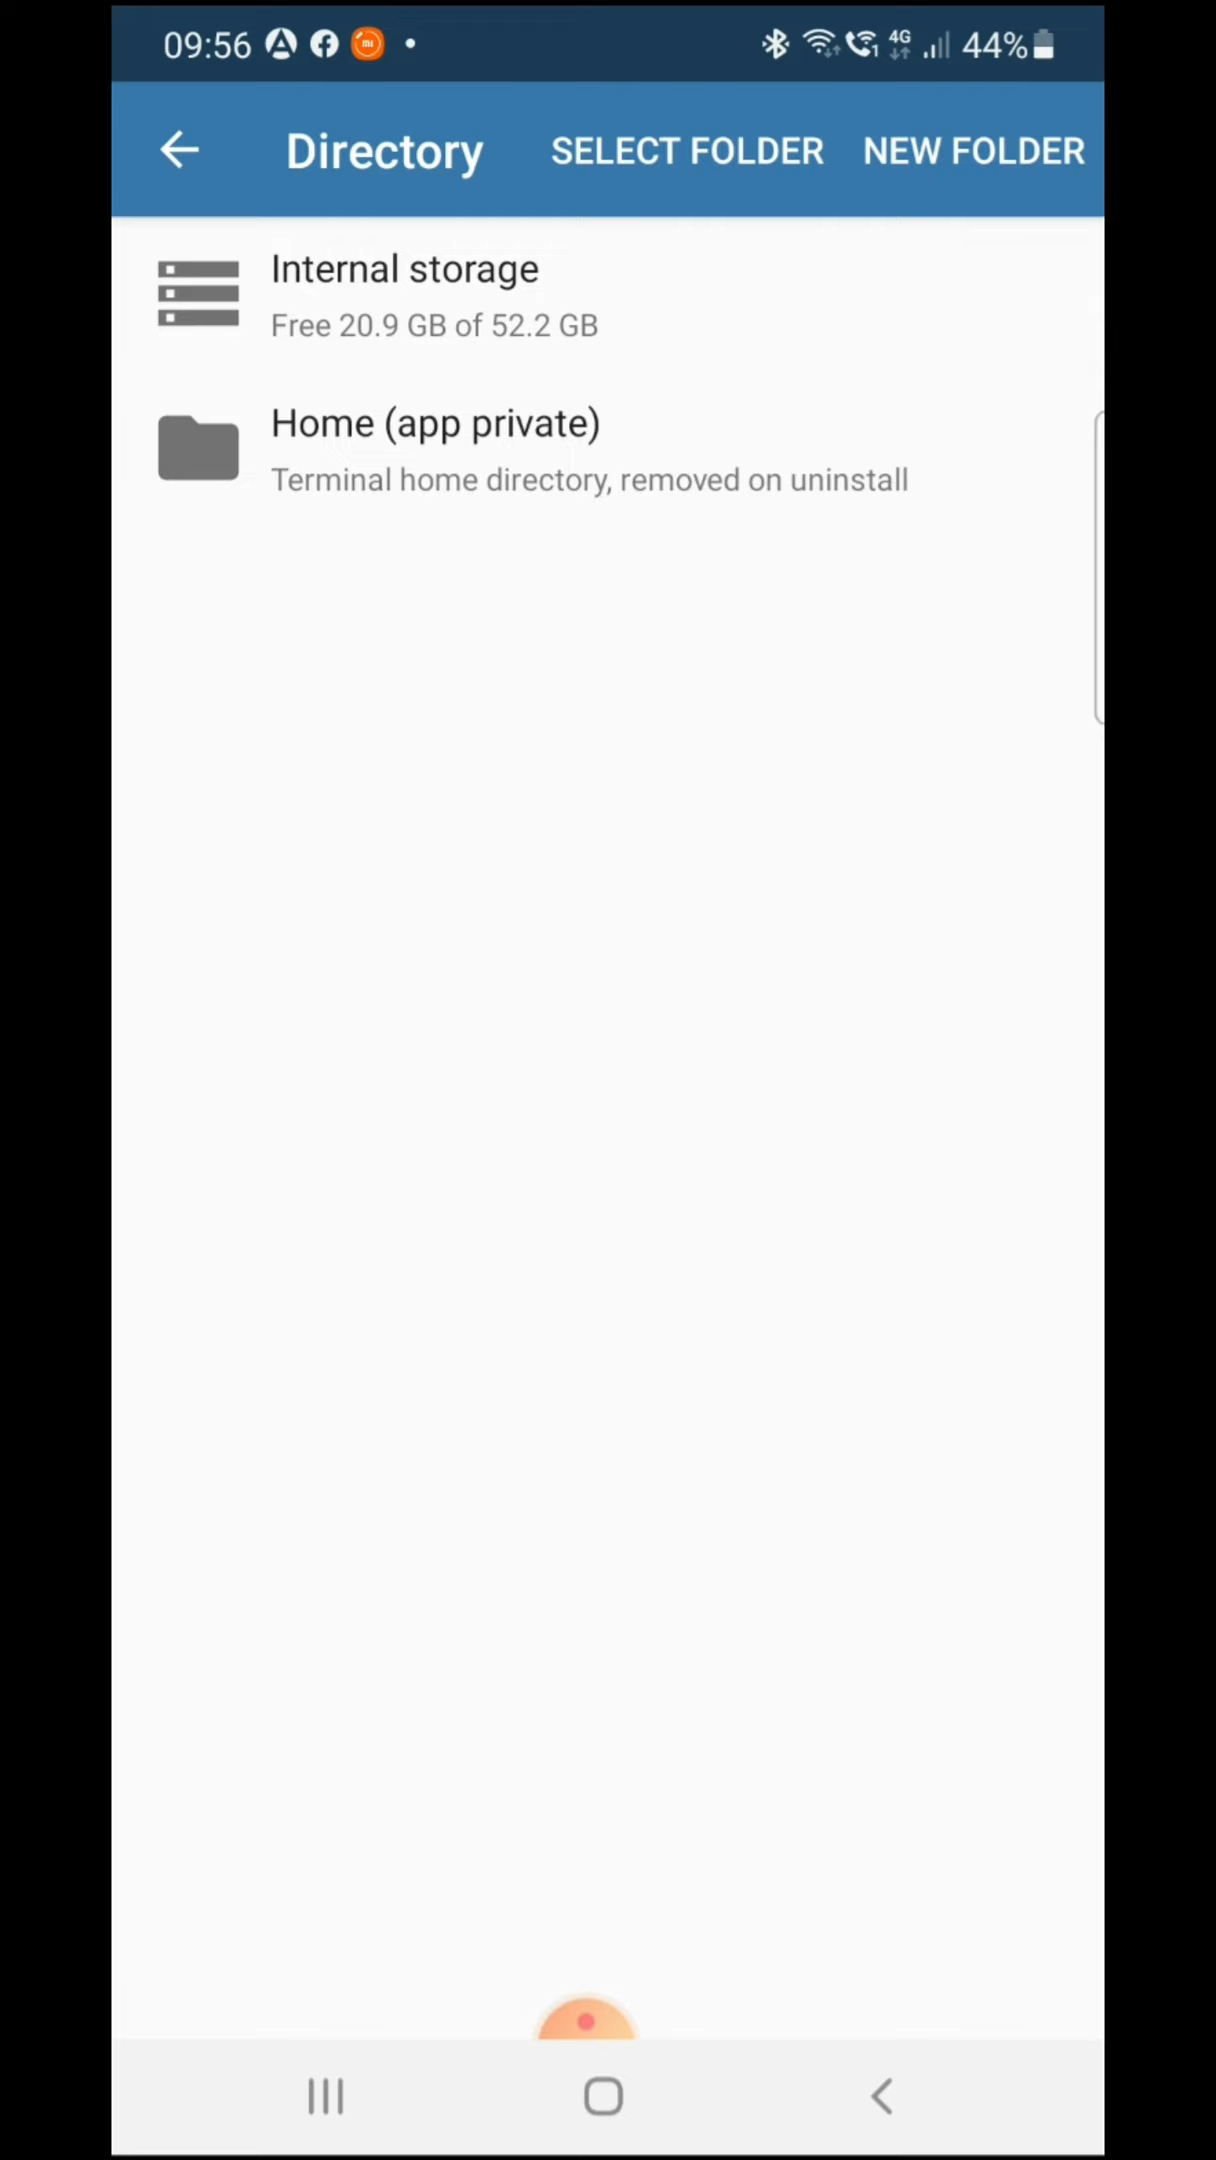 09:56 4G 44%
Directory SELECT FOLDER NEW FOLDER
Internal storage
Free 20.9 GB of 52.2 GB
Home (app private)
Terminal home directory, removed on uninstall